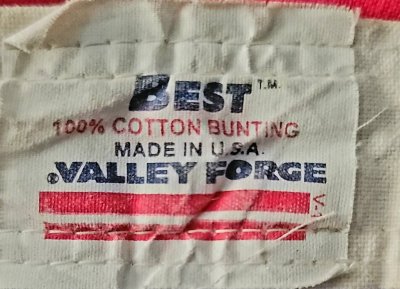 BEST T.M.
100% COTTON BUNTING
MADE IN U.S.A.
®VALLEY FORGE